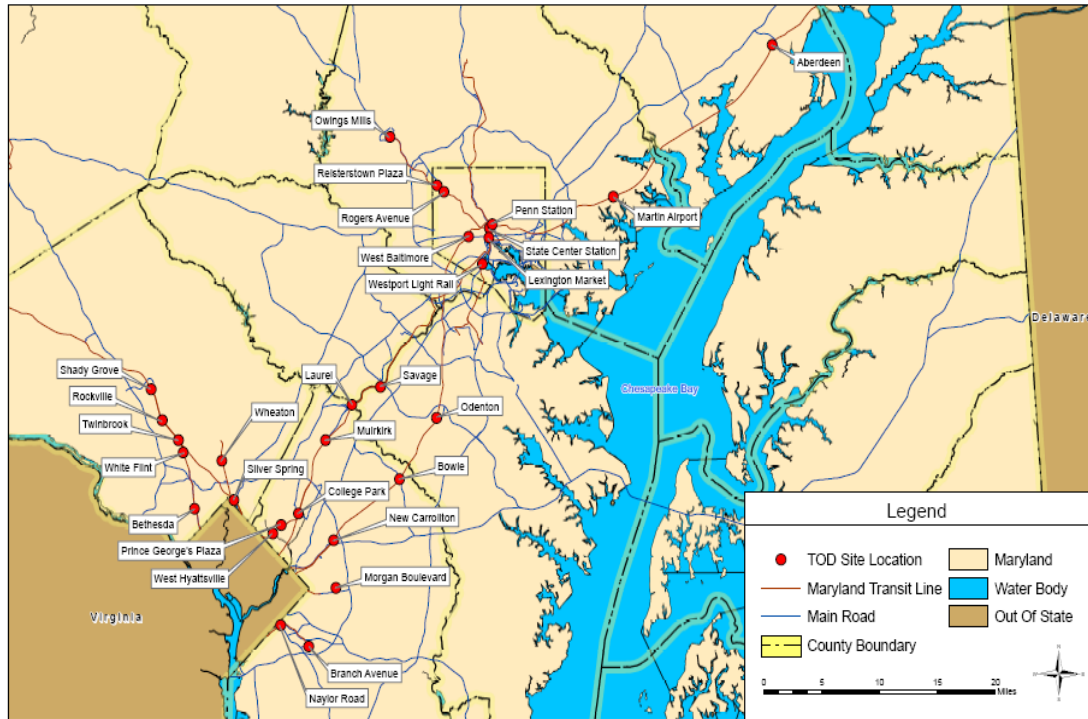 Aberdeen
Owings Mills
Reisterstown Plaza
Rogers Avenue
Penn Station
Martin Airport
West Baltimore
State Center Station
Westport Light Rail
Lexington Market
Delaware
Shady Grove
Laurel
Savage
Chesapeake Bay
Rockville
Wheaton
Odenton
Twinbrook
Muirkirk
White Flint
Silver Spring
Bowie
College Park
Bethesda
New Carrollton
Prince George's Plaza
West Hyattsville
Morgan Boulevard
Virginia
Branch Avenue
Naylor Road
Legend
TOD Site Location
Maryland
Maryland Transit Line
Water Body
Main Road
Out Of State
County Boundary
N
W E
S
0 5 10 20
Miles